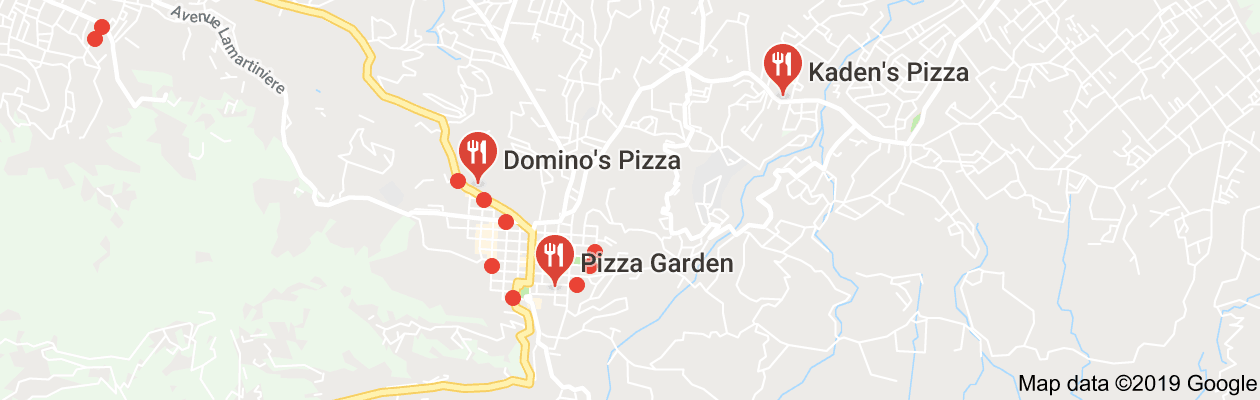 Avenue Lamartiniere
Kaden's Pizza
Domino's Pizza
Pizza Garden
Map data ©2019 Google